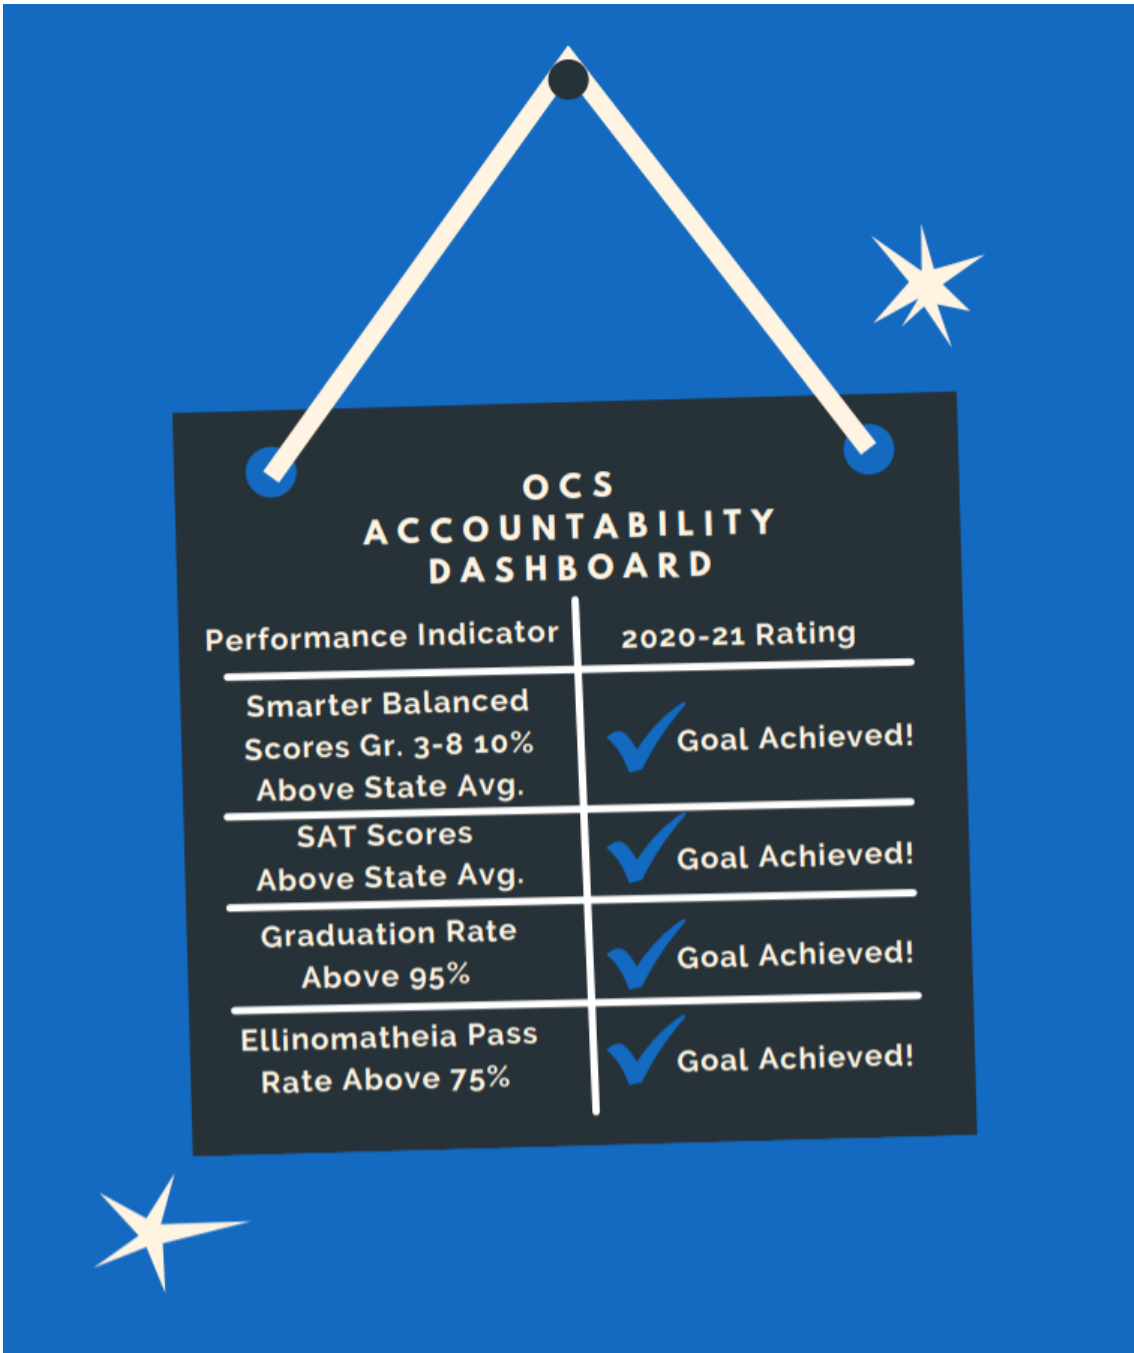 OCS
ACCOUNTABILITY
DASHBOARD
Performance Indicator
2020-21 Rating
Smarter Balanced
Scores Gr. 3-8 10%
Above State Avg.
Goal Achieved!
SAT Scores
Above State Avg.
Goal Achieved!
Graduation Rate
Above 95%
Goal Achieved!
Ellinomatheia Pass
Rate Above 75%
Goal Achieved!